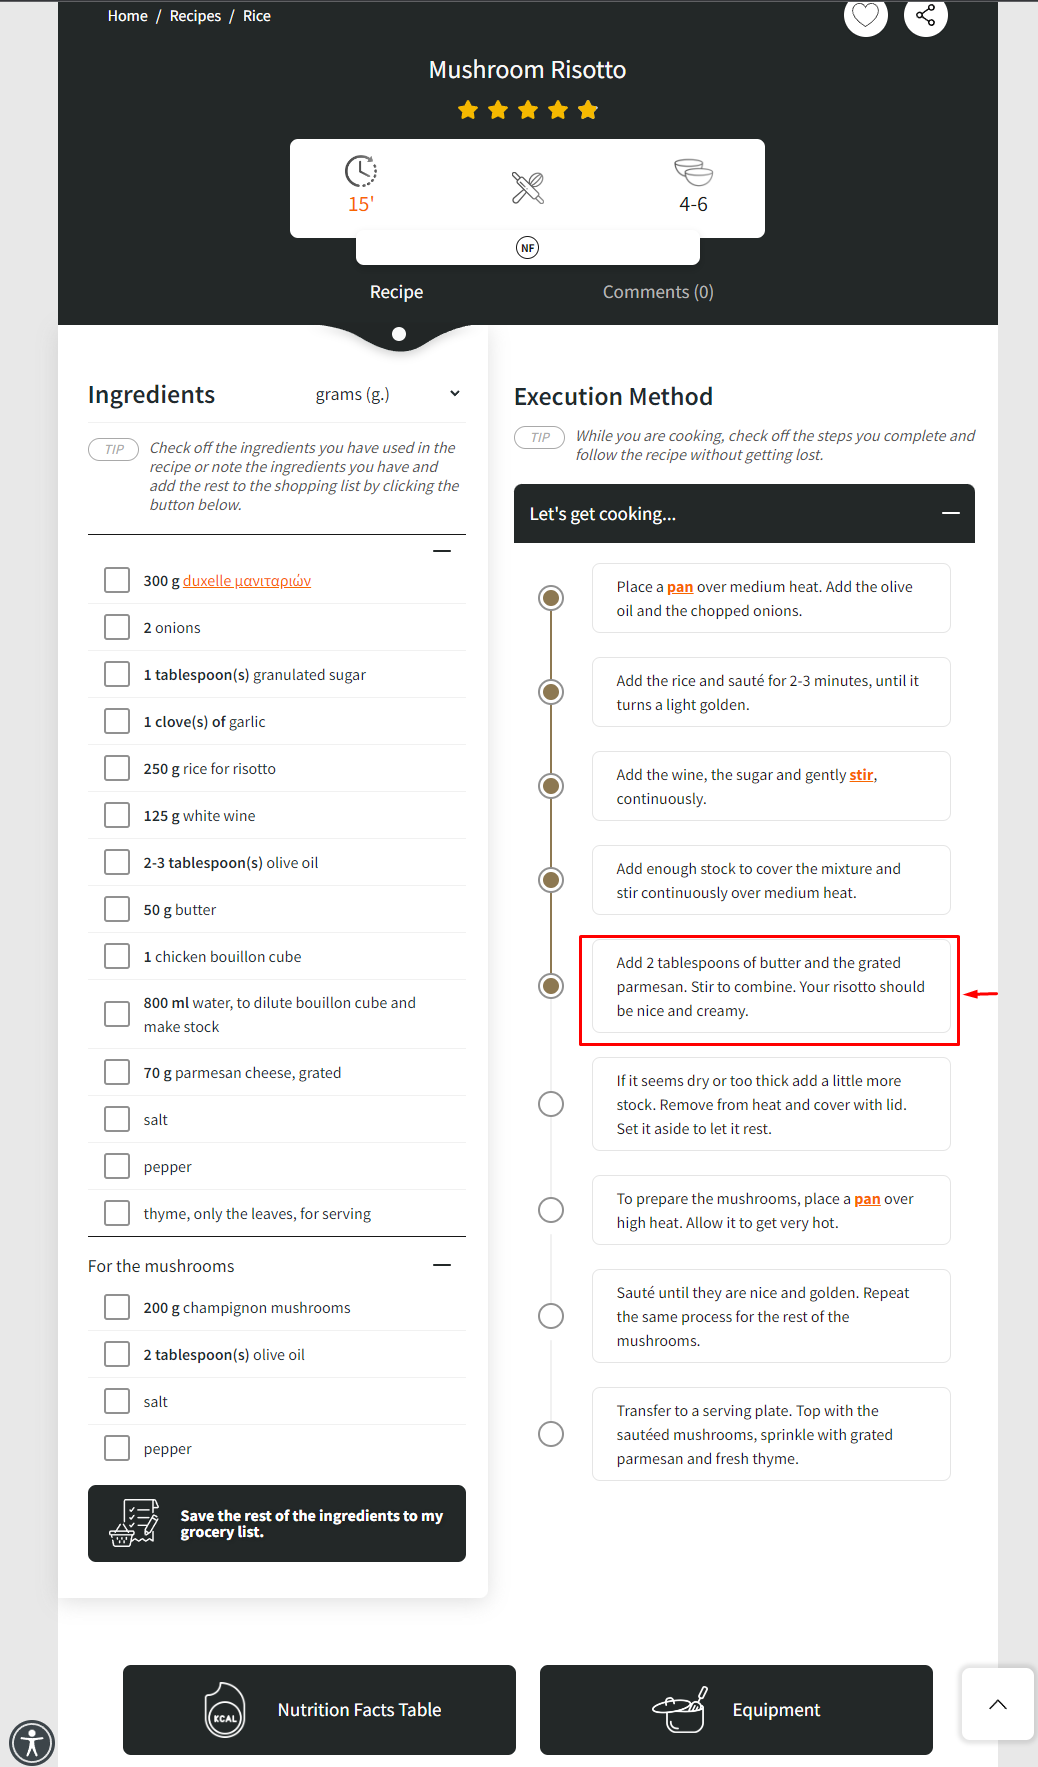 Home / Recipes / Rice
Mushroom Risotto
15'
4-6
NF
Recipe
Comments (0)
Ingredients
grams (g.)
TIP
Check off the ingredients you have used in the
recipe or note the ingredients you have and
add the rest to the shopping list by clicking the
button below.
300 g duxelle μανιταριών
2 onions
1 tablespoon(s) granulated sugar
1 clove(s) of garlic
250 g rice for risotto
125 g white wine
2-3 tablespoon(s) olive oil
50 g butter
1 chicken bouillon cube
800 ml water, to dilute bouillon cube and
make stock
70 g parmesan cheese, grated
salt
pepper
thyme, only the leaves, for serving
For the mushrooms
200 g champignon mushrooms
2 tablespoon(s) olive oil
salt
pepper
Save the rest of the ingredients to my
grocery list.
Execution Method
TIP
While you are cooking, check off the steps you complete and
follow the recipe without getting lost.
Let's get cooking...
Place a pan over medium heat. Add the olive
oil and the chopped onions.
Add the rice and sauté for 2-3 minutes, until it
turns a light golden.
Add the wine, the sugar and gently stir,
continuously.
Add enough stock to cover the mixture and
stir continuously over medium heat.
Add 2 tablespoons of butter and the grated
parmesan. Stir to combine. Your risotto should
be nice and creamy.
If it seems dry or too thick add a little more
stock. Remove from heat and cover with lid.
Set it aside to let it rest.
To prepare the mushrooms, place a pan over
high heat. Allow it to get very hot.
Sauté until they are nice and golden. Repeat
the same process for the rest of the
mushrooms.
Transfer to a serving plate. Top with the
sautéed mushrooms, sprinkle with grated
parmesan and fresh thyme.
KCAL
Nutrition Facts Table
Equipment